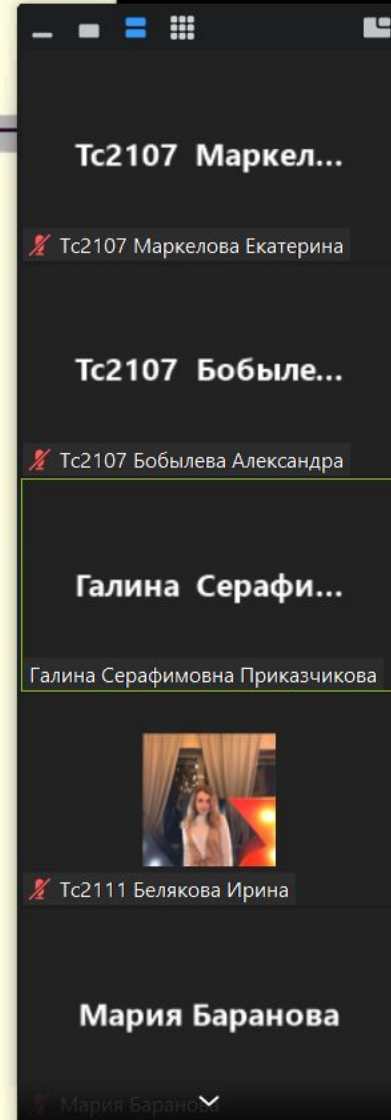 Тс2107 Маркел...
Тс2107 Маркелова Екатерина
Тс2107 Бобыле...
Тс2107 Бобылева Александра
Галина Серафи...
Галина Серафимовна Приказчикова
Тс2111 Белякова Ирина
Мария Баранова
Мария Баранова